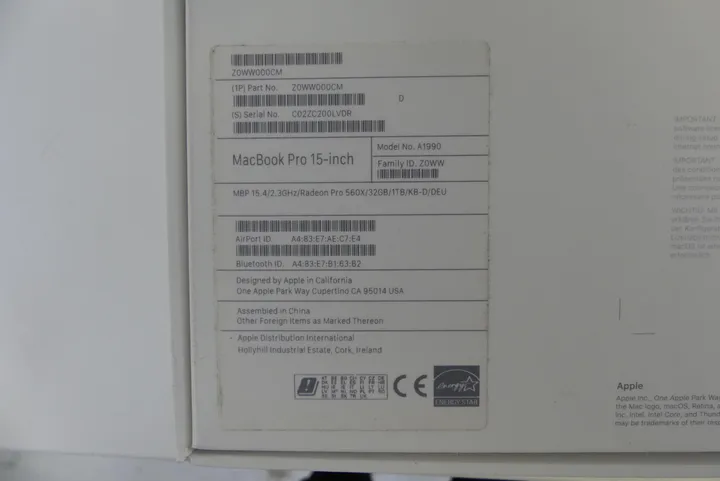 Z0WW000CM
(1P) Part No. Z0WW000CM
D
(S) Serial No. C02ZC200LVDR
MacBook Pro 15-inch
Model No. A1990
Family ID. Z0WW
MBP 15.4/2.3GHz/Radeon Pro 560X/32GB/1TB/KB-D/DEU
AirPort ID. A4:83:E7:AE:C7:E4
Bluetooth ID: A4:83:E7:B1:63:B2
Designed by Apple in California
One Apple Park Way Cupertino CA 95014 USA
Assembled in China
Other Foreign Items as Marked Thereon
Apple Distribution International
Hollyhill Industrial Estate, Cork, Ireland
CE
ENERGY STAR
IMPORTANT
Apple
Apple Inc., One Apple Park Way
the Mac logo, macOS, Retina,
Inc. Intel, Intel Core, and
may be trademarks of their